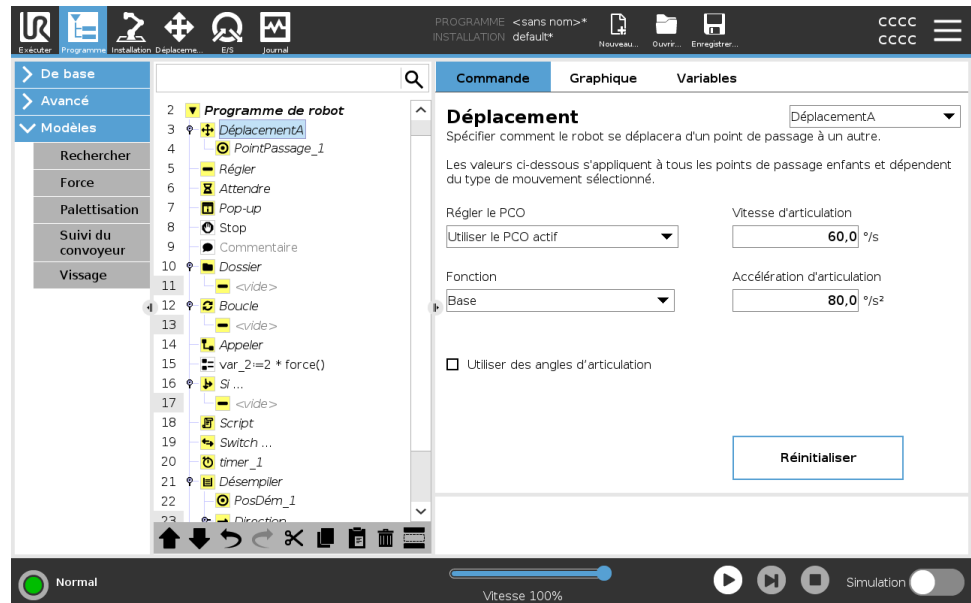 PROGRAMME <sans nom>*
INSTALLATION default*
CCCC
CCCC
Exécuter
Programme
Installation
Déplaceme...
E/S
Journal
Nouveau...
Ouvrir...
Enregistrer...
De base
Avancé
Modèles
Rechercher
Force
Palettisation
Suivi du
convoyeur
Vissage
2 Programme de robot
3 DéplacementA
4 PointPassage_1
5 Régler
6 Attendre
7 Pop-up
8 Stop
9 Commentaire
10 Dossier
11 <vide>
12 Boucle
13 <vide>
14 Appeler
15 var_2:=2 * force()
16 Si ...
17 <vide>
18 Script
19 Switch ...
20 timer_1
21 Désempiler
22 PosDém_1
23 Direction
Commande
Graphique
Variables
Déplacement
DéplacementA
Spécifier comment le robot se déplacera d'un point de passage à un autre.
Les valeurs ci-dessous s'appliquent à tous les points de passage enfants et dépendent
du type de mouvement sélectionné.
Régler le PCO
Vitesse d'articulation
Utiliser le PCO actif
60,0 °/s
Fonction
Accélération d'articulation
Base
80,0 °/s²
Utiliser des angles d'articulation
Réinitialiser
Normal
Vitesse 100%
Simulation